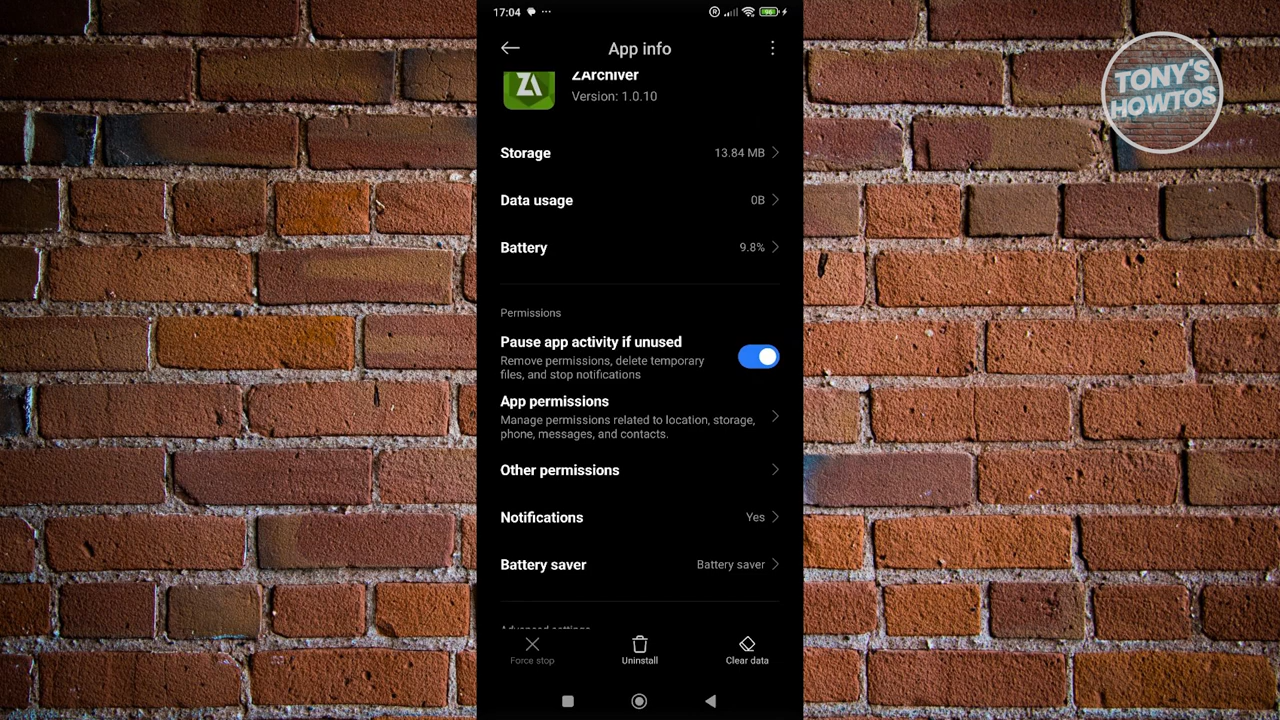 17:04
App info
ZA
ZArchiver
Version: 1.0.10
TONY'S
HOWTOS
Storage 13.84 MB
Data usage 0B
Battery 9.8%
Permissions
Pause app activity if unused
Remove permissions, delete temporary
files, and stop notifications
App permissions
Manage permissions related to location, storage,
phone, messages, and contacts.
Other permissions
Notifications Yes
Battery saver Battery saver
Advanced settings
Force stop Uninstall Clear data